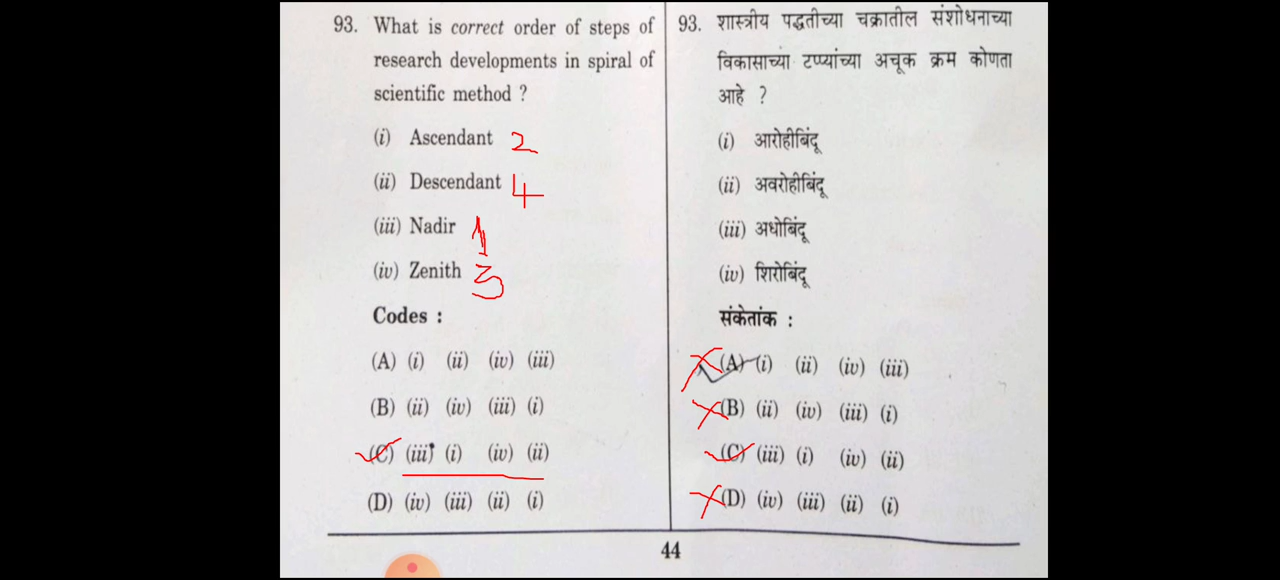 93. What is correct order of steps of
research developments in spiral of
scientific method ?
(i) Ascendant 2
(ii) Descendant 4
(iii) Nadir 1
(iv) Zenith 3
Codes :
(A) (i) (ii) (iv) (iii)
(B) (ii) (iv) (iii) (i)
(C) (iii) (i) (iv) (ii)
(D) (iv) (iii) (ii) (i)
93. शास्त्रीय पद्धतीच्या चक्रातील संशोधनाच्या
विकासाच्या टप्प्यांच्या अचूक क्रम कोणता
आहे ?
(i) आरोहीबिंदू
(ii) अवरोहीबिंदू
(iii) अधोबिंदू
(iv) शिरोबिंदू
संकेतांक :
(A) (i) (ii) (iv) (iii)
(B) (ii) (iv) (iii) (i)
(C) (iii) (i) (iv) (ii)
(D) (iv) (iii) (ii) (i)
44